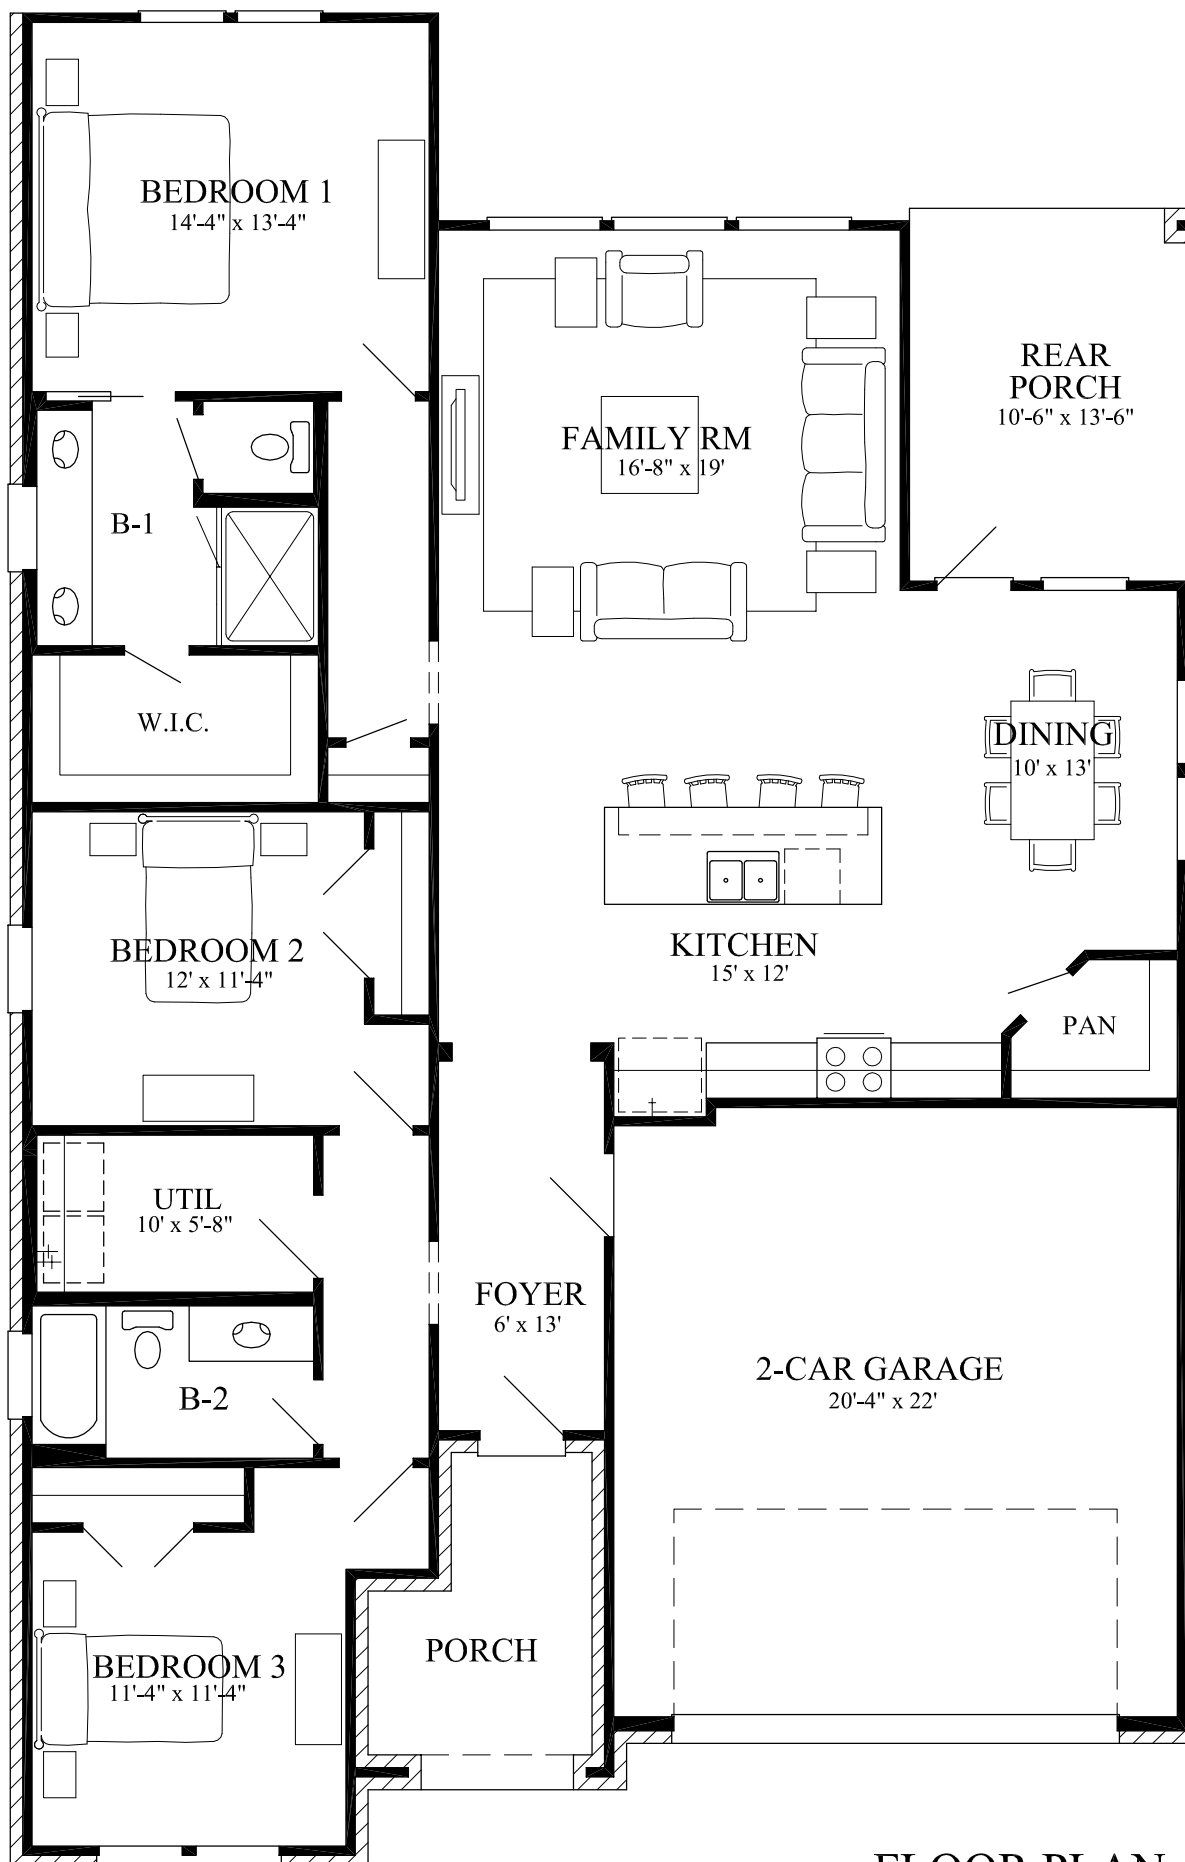 BEDROOM 1
14'-4" x 13'-4"
REAR
PORCH
10'-6" x 13'-6"
FAMILY RM
16'-8" x 19'
B-1
W.I.C.
DINING
10' x 13'
BEDROOM 2
12' x 11'-4"
KITCHEN
15' x 12'
PAN
UTIL
10' x 5'-8"
FOYER
6' x 13'
2-CAR GARAGE
20'-4" x 22'
B-2
PORCH
BEDROOM 3
11'-4" x 11'-4"
FLOOR PLAN